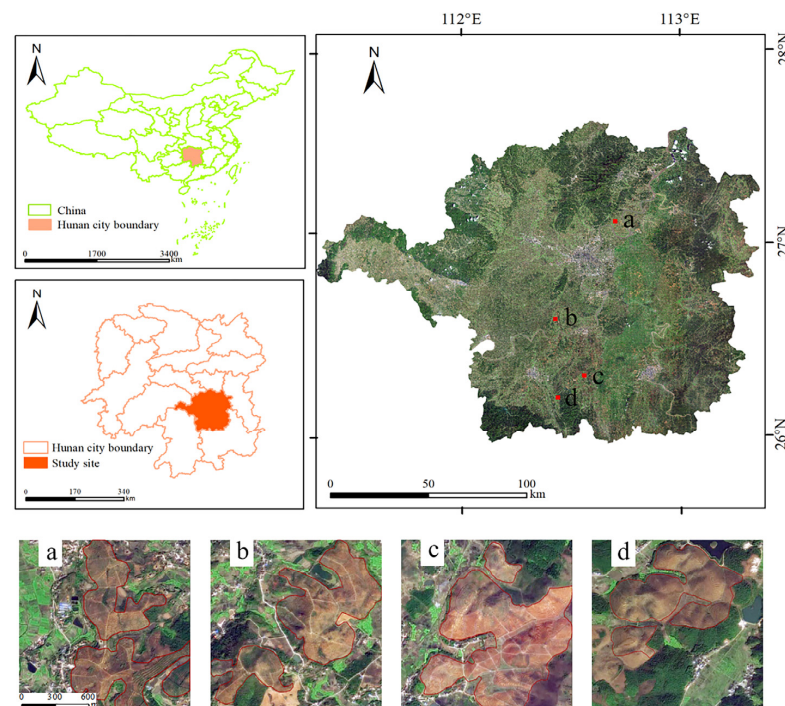 112°E 113°E
N
China
Hunan city boundary
0 1700 3400
km
N
Hunan city boundary
Study site
0 170 340
km
N
28°N
27°N
26°N
a
b
c
d
0 50 100
km
a b c d
0 300 600
m